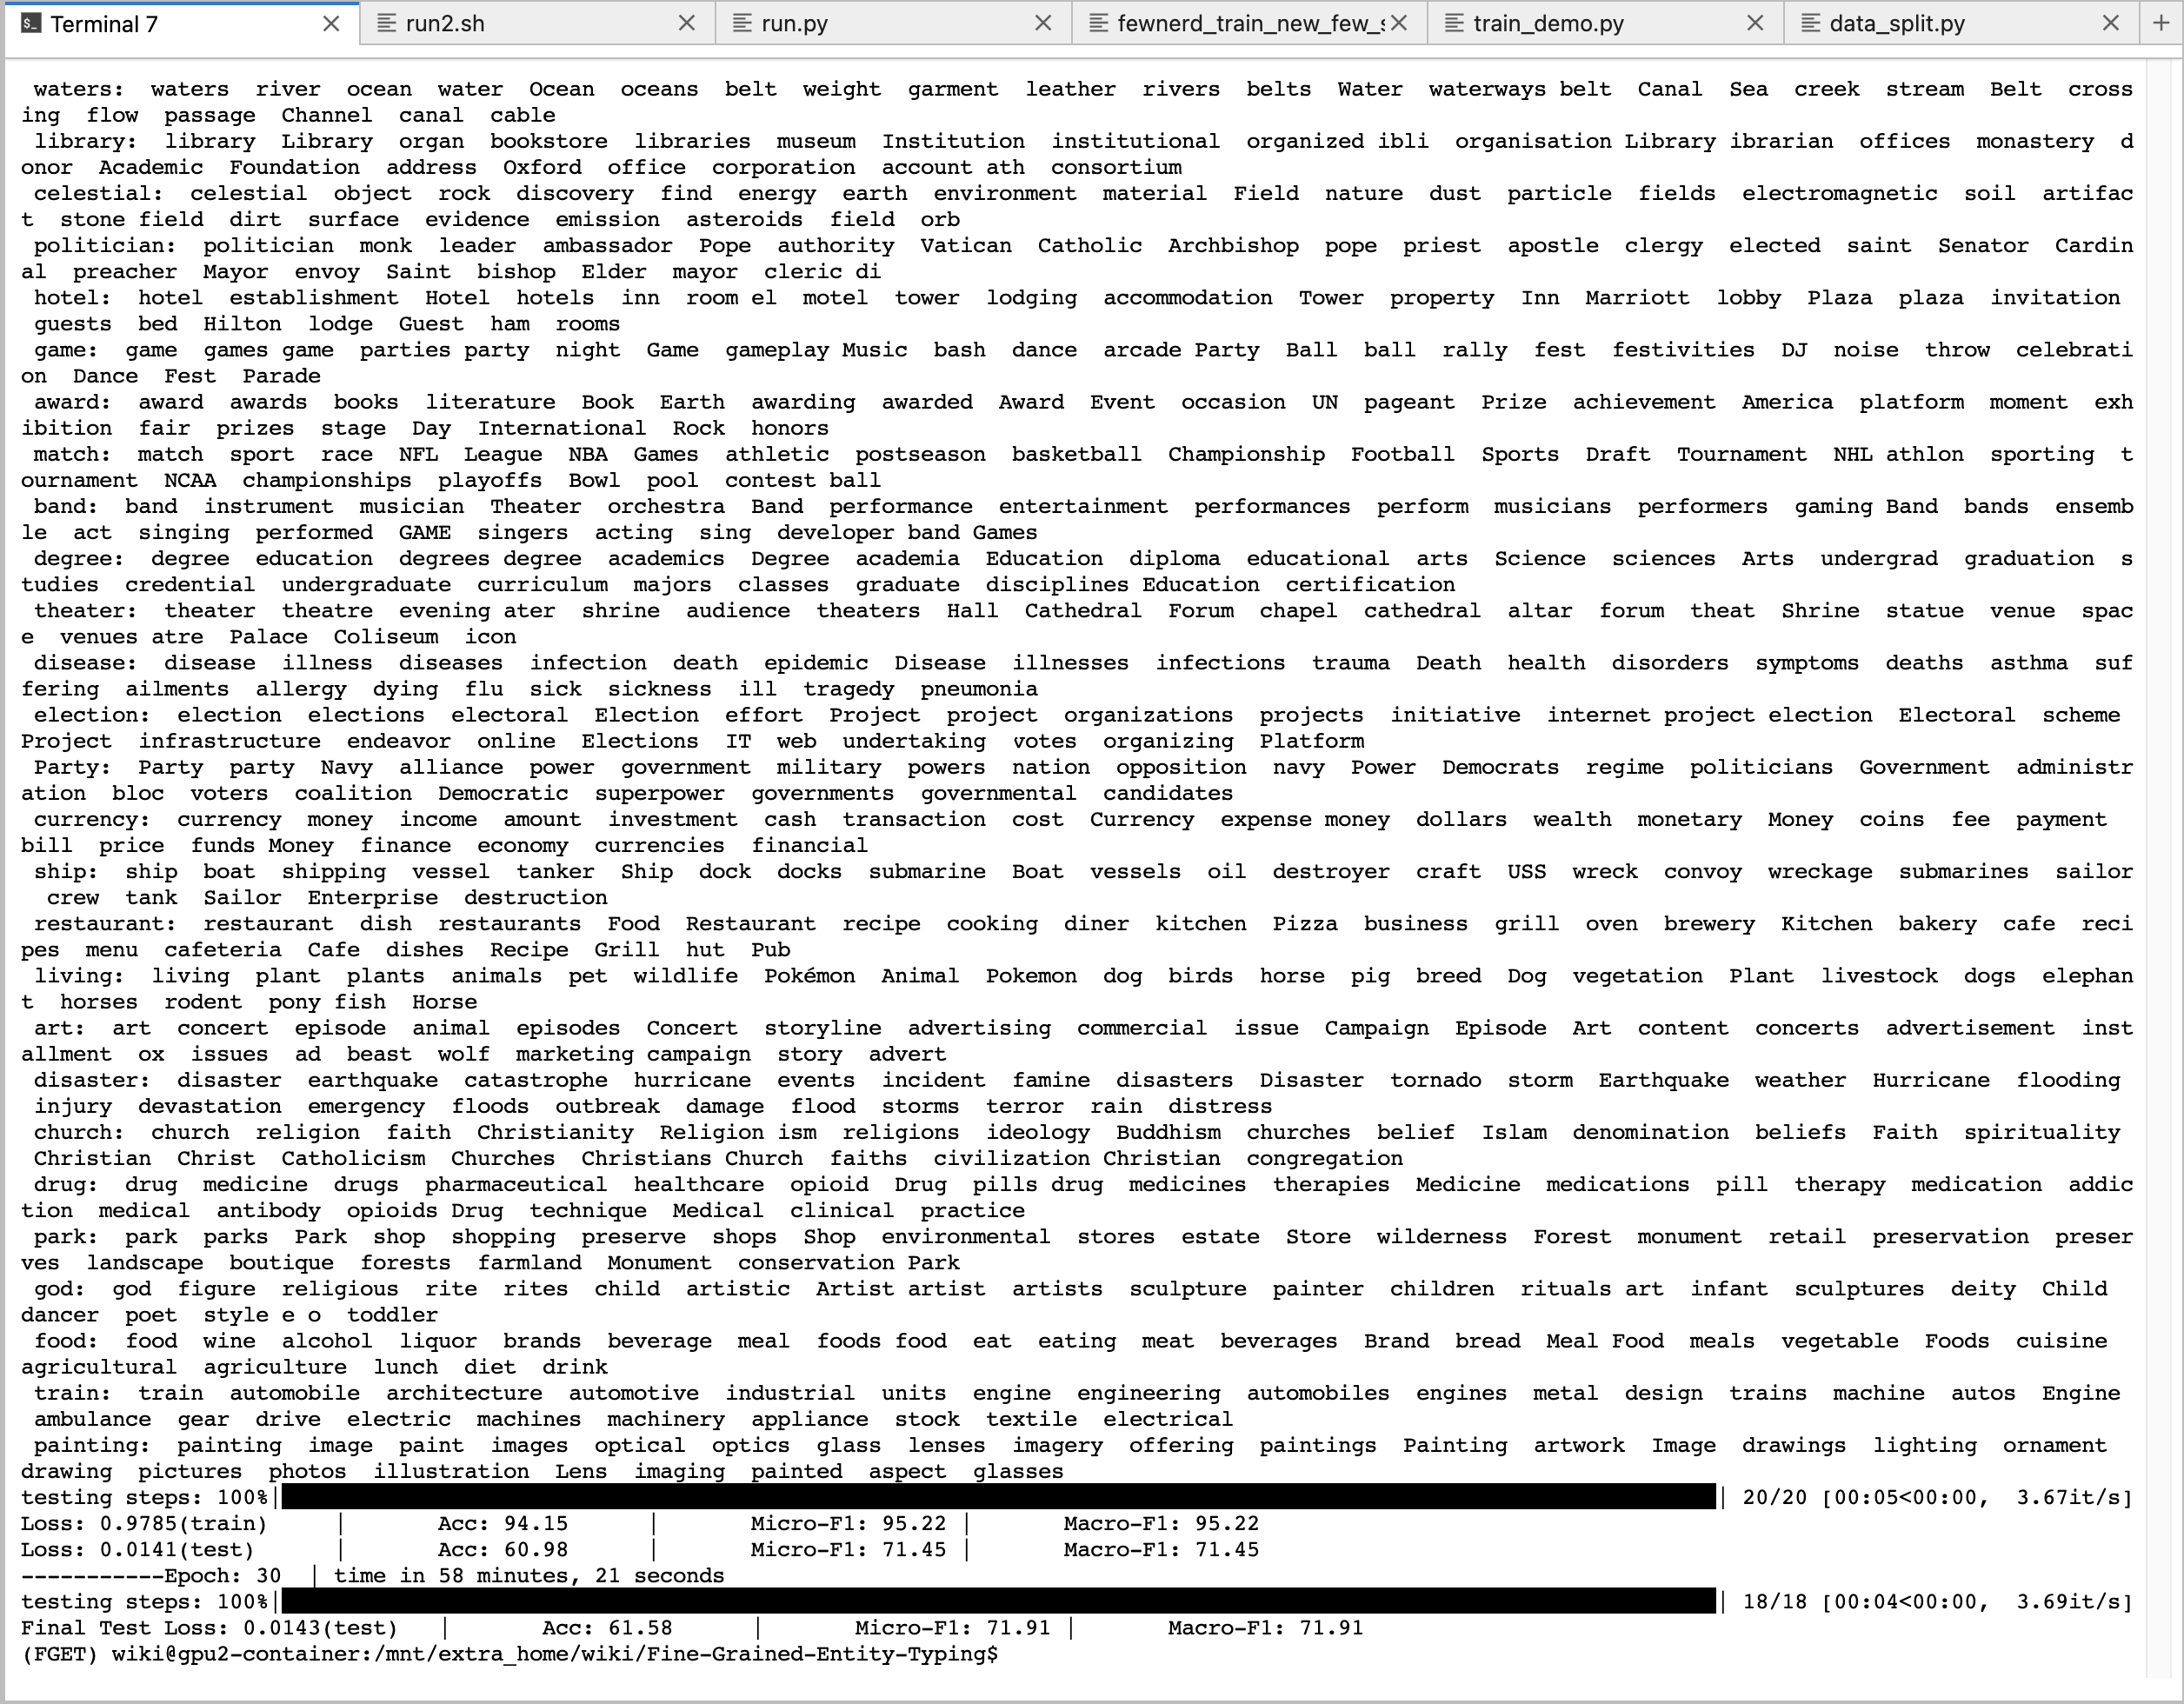 Terminal 7
run2.sh
run.py
fewnerd_train_new_few_s
train_demo.py
data_split.py
waters: waters river ocean water Ocean oceans belt weight garment leather rivers belts Water waterways belt Canal Sea creek stream Belt cross
ing flow passage Channel canal cable
library: library Library organ bookstore libraries museum Institution institutional organized ibli organisation Library ibrarian offices monastery d
onor Academic Foundation address Oxford office corporation account ath consortium
celestial: celestial object rock discovery find energy earth environment material Field nature dust particle fields electromagnetic soil artifac
t stone field dirt surface evidence emission asteroids field orb
politician: politician monk leader ambassador Pope authority Vatican Catholic Archbishop pope priest apostle clergy elected saint Senator Cardin
al preacher Mayor envoy Saint bishop Elder mayor cleric di
hotel: hotel establishment Hotel hotels inn room el motel tower lodging accommodation Tower property Inn Marriott lobby Plaza plaza invitation
guests bed Hilton lodge Guest ham rooms
game: game games game parties party night Game gameplay Music bash dance arcade Party Ball ball rally fest festivities DJ noise throw celebrati
on Dance Fest Parade
award: award awards books literature Book Earth awarding awarded Award Event occasion UN pageant Prize achievement America platform moment exh
ibition fair prizes stage Day International Rock honors
match: match sport race NFL League NBA Games athletic postseason basketball Championship Football Sports Draft Tournament NHL athlon sporting t
ournament NCAA championships playoffs Bowl pool contest ball
band: band instrument musician Theater orchestra Band performance entertainment performances perform musicians performers gaming Band bands ensemb
le act singing performed GAME singers acting sing developer band Games
degree: degree education degrees degree academics Degree academia Education diploma educational arts Science sciences Arts undergrad graduation s
tudies credential undergraduate curriculum majors classes graduate disciplines Education certification
theater: theater theatre evening ater shrine audience theaters Hall Cathedral Forum chapel cathedral altar forum theat Shrine statue venue spac
e venues atre Palace Coliseum icon
disease: disease illness diseases infection death epidemic Disease illnesses infections trauma Death health disorders symptoms deaths asthma suf
fering ailments allergy dying flu sick sickness ill tragedy pneumonia
election: election elections electoral Election effort Project project organizations projects initiative internet project election Electoral scheme
Project infrastructure endeavor online Elections IT web undertaking votes organizing Platform
Party: Party party Navy alliance power government military powers nation opposition navy Power Democrats regime politicians Government administr
ation bloc voters coalition Democratic superpower governments governmental candidates
currency: currency money income amount investment cash transaction cost Currency expense money dollars wealth monetary Money coins fee payment
bill price funds Money finance economy currencies financial
ship: ship boat shipping vessel tanker Ship dock docks submarine Boat vessels oil destroyer craft USS wreck convoy wreckage submarines sailor
crew tank Sailor Enterprise destruction
restaurant: restaurant dish restaurants Food Restaurant recipe cooking diner kitchen Pizza business grill oven brewery Kitchen bakery cafe reci
pes menu cafeteria Cafe dishes Recipe Grill hut Pub
living: living plant plants animals pet wildlife Pokémon Animal Pokemon dog birds horse pig breed Dog vegetation Plant livestock dogs elephan
t horses rodent pony fish Horse
art: art concert episode animal episodes Concert storyline advertising commercial issue Campaign Episode Art content concerts advertisement inst
allment ox issues ad beast wolf marketing campaign story advert
disaster: disaster earthquake catastrophe hurricane events incident famine disasters Disaster tornado storm Earthquake weather Hurricane flooding
injury devastation emergency floods outbreak damage flood storms terror rain distress
church: church religion faith Christianity Religion ism religions ideology Buddhism churches belief Islam denomination beliefs Faith spirituality
Christian Christ Catholicism Churches Christians Church faiths civilization Christian congregation
drug: drug medicine drugs pharmaceutical healthcare opioid Drug pills drug medicines therapies Medicine medications pill therapy medication addic
tion medical antibody opioids Drug technique Medical clinical practice
park: park parks Park shop shopping preserve shops Shop environmental stores estate Store wilderness Forest monument retail preservation preser
ves landscape boutique forests farmland Monument conservation Park
god: god figure religious rite rites child artistic Artist artist artists sculpture painter children rituals art infant sculptures deity Child
dancer poet style e o toddler
food: food wine alcohol liquor brands beverage meal foods food eat eating meat beverages Brand bread Meal Food meals vegetable Foods cuisine
agricultural agriculture lunch diet drink
train: train automobile architecture automotive industrial units engine engineering automobiles engines metal design trains machine autos Engine
ambulance gear drive electric machines machinery appliance stock textile electrical
painting: painting image paint images optical optics glass lenses imagery offering paintings Painting artwork Image drawings lighting ornament
drawing pictures photos illustration Lens imaging painted aspect glasses
testing steps: 100%| | 20/20 [00:05<00:00, 3.67it/s]
Loss: 0.9785(train) | Acc: 94.15 | Micro-F1: 95.22 | Macro-F1: 95.22
Loss: 0.0141(test) | Acc: 60.98 | Micro-F1: 71.45 | Macro-F1: 71.45
-----------Epoch: 30 | time in 58 minutes, 21 seconds
testing steps: 100%| | 18/18 [00:04<00:00, 3.69it/s]
Final Test Loss: 0.0143(test) | Acc: 61.58 | Micro-F1: 71.91 | Macro-F1: 71.91
(FGET) wiki@gpu2-container:/mnt/extra_home/wiki/Fine-Grained-Entity-Typing$